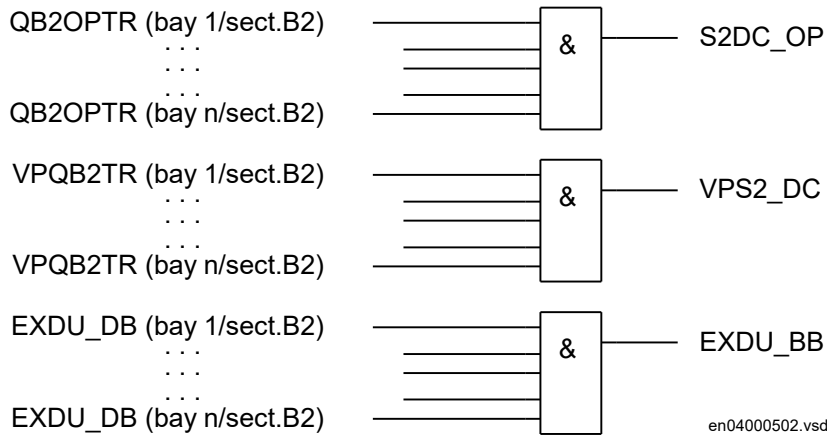 QB2OPTR (bay 1/sect.B2)
. . .
. . .
. . .
QB2OPTR (bay n/sect.B2)
& S2DC_OP
VPQB2TR (bay 1/sect.B2)
. . .
. . .
. . .
VPQB2TR (bay n/sect.B2)
& VPS2_DC
EXDU_DB (bay 1/sect.B2)
. . .
. . .
. . .
EXDU_DB (bay n/sect.B2)
& EXDU_BB
en04000502.vsd